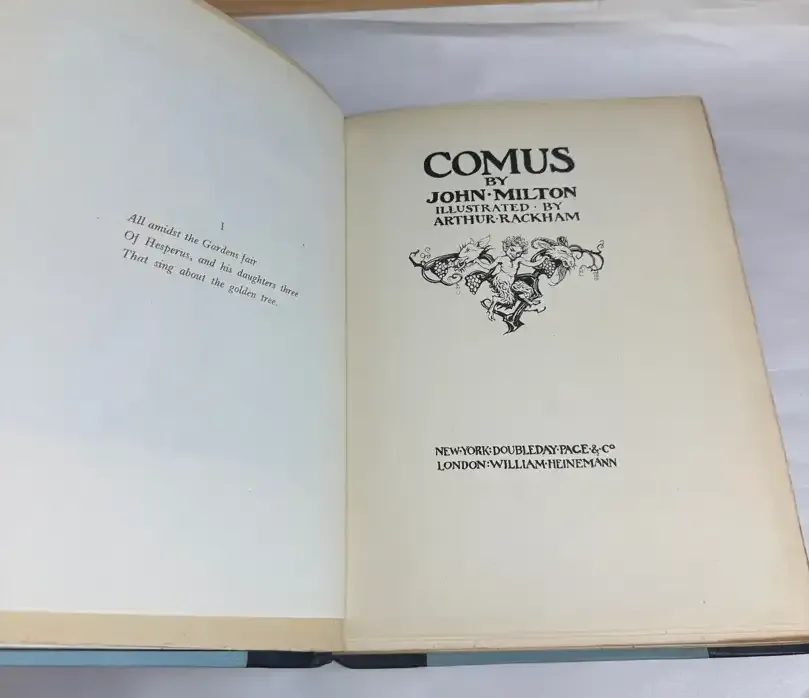 1
All amidst the Gardens fair
Of Hesperus, and his daughters three
That sing about the golden tree.
COMUS
BY
JOHN·MILTON
ILLUSTRATED·BY
ARTHUR·RACKHAM
NEW·YORK:DOUBLEDAY·PAGE·&·Co
LONDON:WILLIAM·HEINEMANN